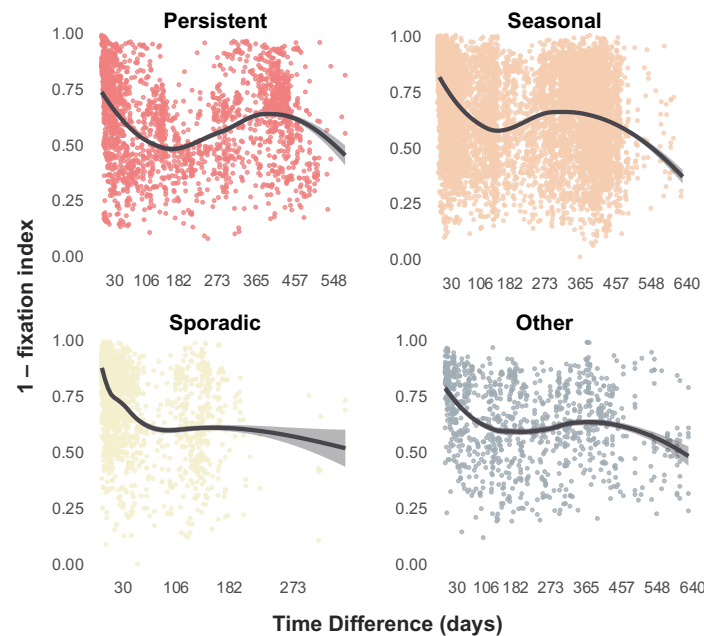 Persistent
Seasonal
1.00
0.75
0.50
0.25
0.00
30 106 182 273 365 457 548
1.00
0.75
0.50
0.25
0.00
30 106 182 273 365 457 548 640
Sporadic
Other
1.00
0.75
0.50
0.25
0.00
30 106 182 273
1.00
0.75
0.50
0.25
0.00
30 106 182 273 365 457 548 640
1 – fixation index
Time Difference (days)